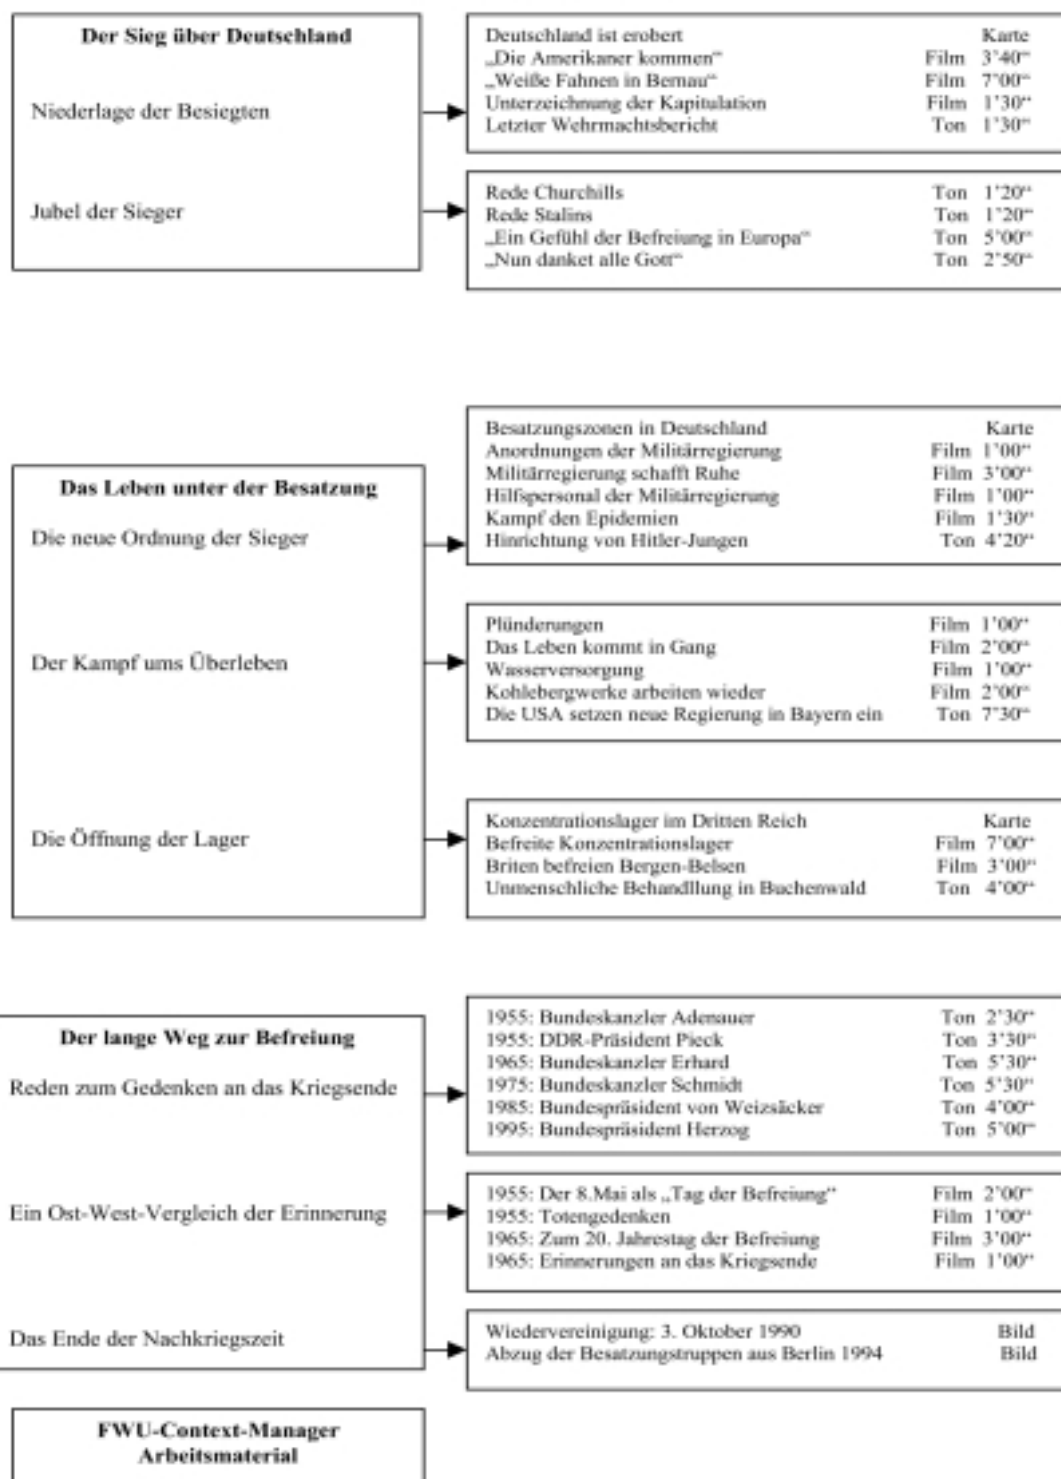 Der Sieg über Deutschland
Niederlage der Besiegten
Deutschland ist erobert Karte
„Die Amerikaner kommen“ Film 3’40“
„Weiße Fahnen in Bernau“ Film 7’00“
Unterzeichnung der Kapitulation Film 1’30“
Letzter Wehrmachtsbericht Ton 1’30“
Jubel der Sieger
Rede Churchills Ton 1’20“
Rede Stalins Ton 1’20“
„Ein Gefühl der Befreiung in Europa“ Ton 5’00“
„Nun danket alle Gott“ Ton 2’50“
Das Leben unter der Besatzung
Die neue Ordnung der Sieger
Besatzungszonen in Deutschland Karte
Anordnungen der Militärregierung Film 1’00“
Militärregierung schafft Ruhe Film 3’00“
Hilfspersonal der Militärregierung Film 1’00“
Kampf den Epidemien Film 1’30“
Hinrichtung von Hitler-Jungen Ton 4’20“
Der Kampf ums Überleben
Plünderungen Film 1’00“
Das Leben kommt in Gang Film 2’00“
Wasserversorgung Film 1’00“
Kohlebergwerke arbeiten wieder Film 2’00“
Die USA setzen neue Regierung in Bayern ein Ton 7’30“
Die Öffnung der Lager
Konzentrationslager im Dritten Reich Karte
Befreite Konzentrationslager Film 7’00“
Briten befreien Bergen-Belsen Film 3’00“
Unmenschliche Behandllung in Buchenwald Ton 4’00“
Der lange Weg zur Befreiung
Reden zum Gedenken an das Kriegsende
1955: Bundeskanzler Adenauer Ton 2’30“
1955: DDR-Präsident Pieck Ton 3’30“
1965: Bundeskanzler Erhard Ton 5’30“
1975: Bundeskanzler Schmidt Ton 5’30“
1985: Bundespräsident von Weizsäcker Ton 4’00“
1995: Bundespräsident Herzog Ton 5’00“
Ein Ost-West-Vergleich der Erinnerung
1955: Der 8.Mai als „Tag der Befreiung“ Film 2’00“
1955: Totengedenken Film 1’00“
1965: Zum 20. Jahrestag der Befreiung Film 3’00“
1965: Erinnerungen an das Kriegsende Film 1’00“
Das Ende der Nachkriegszeit
Wiedervereinigung: 3. Oktober 1990 Bild
Abzug der Besatzungstruppen aus Berlin 1994 Bild
FWU-Context-Manager
Arbeitsmaterial